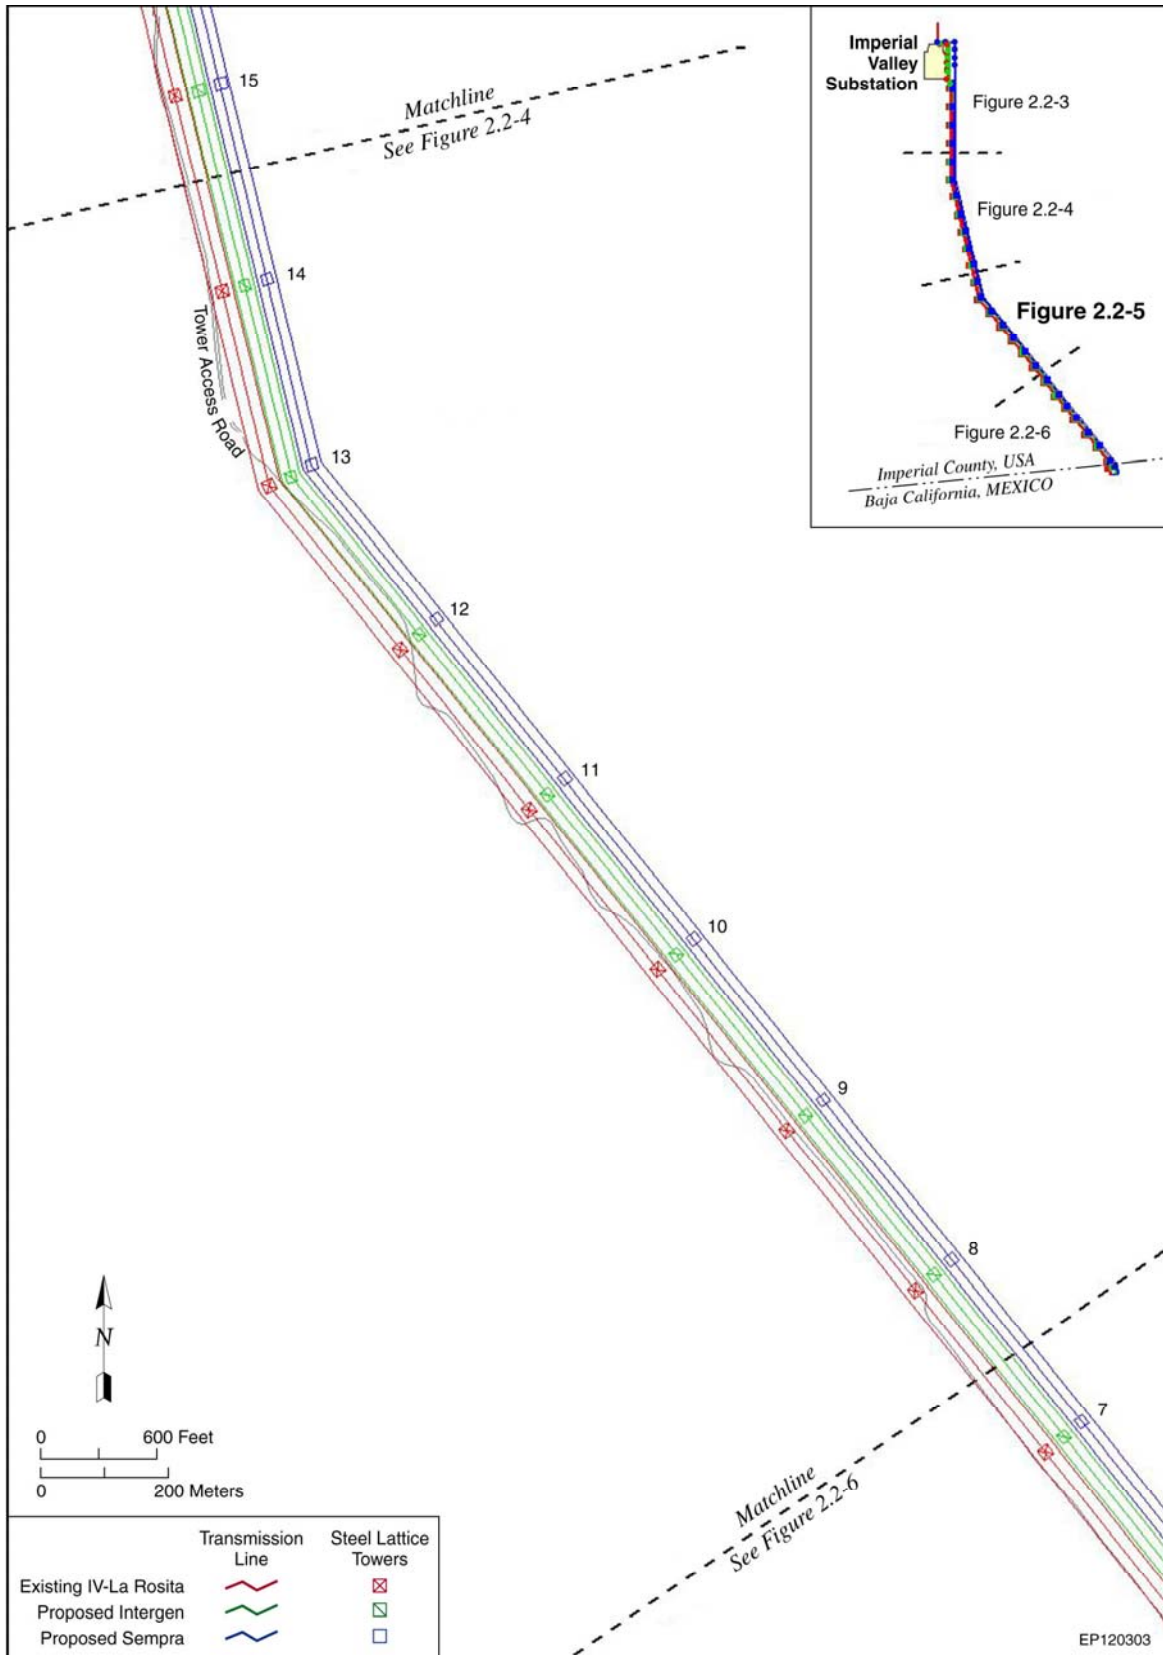 15
Matchline
See Figure 2.2-4
14
Tower Access Road
13
12
11
10
9
8
7
Imperial
Valley
Substation
Figure 2.2-3
Figure 2.2-4
Figure 2.2-5
Figure 2.2-6
Imperial County, USA
Baja California, MEXICO
N
0 600 Feet
0 200 Meters
Matchline
See Figure 2.2-6
Transmission Line
Steel Lattice Towers
Existing IV-La Rosita
Proposed Intergen
Proposed Sempra
EP120303